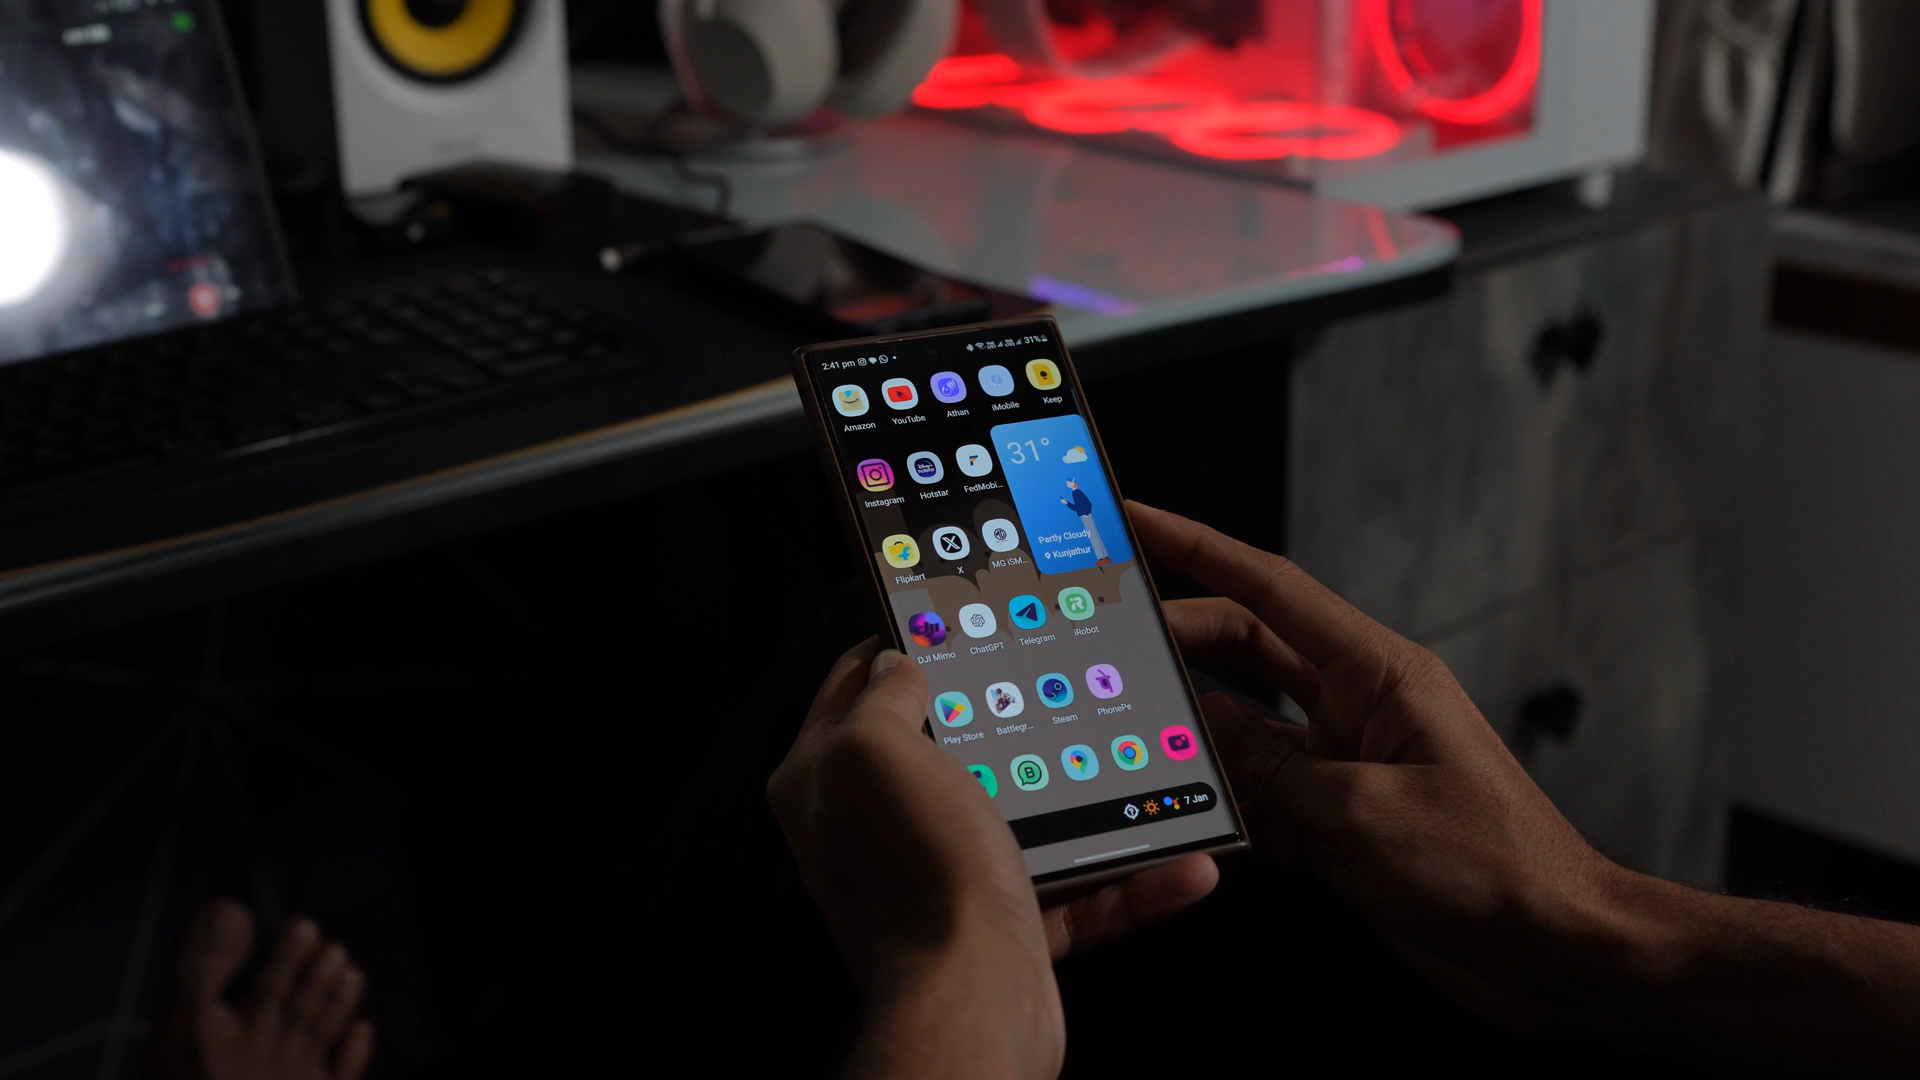 2:41 pm
31%
Amazon
YouTube
Athan
iMobile
Keep
31°
Partly Cloudy
Kunjathur
Instagram
Hotstar
FedMobi...
Flipkart
X
MG iSM...
DJI Mimo
ChatGPT
Telegram
iRobot
Play Store
Battlegr...
Steam
PhonePe
7 Jan